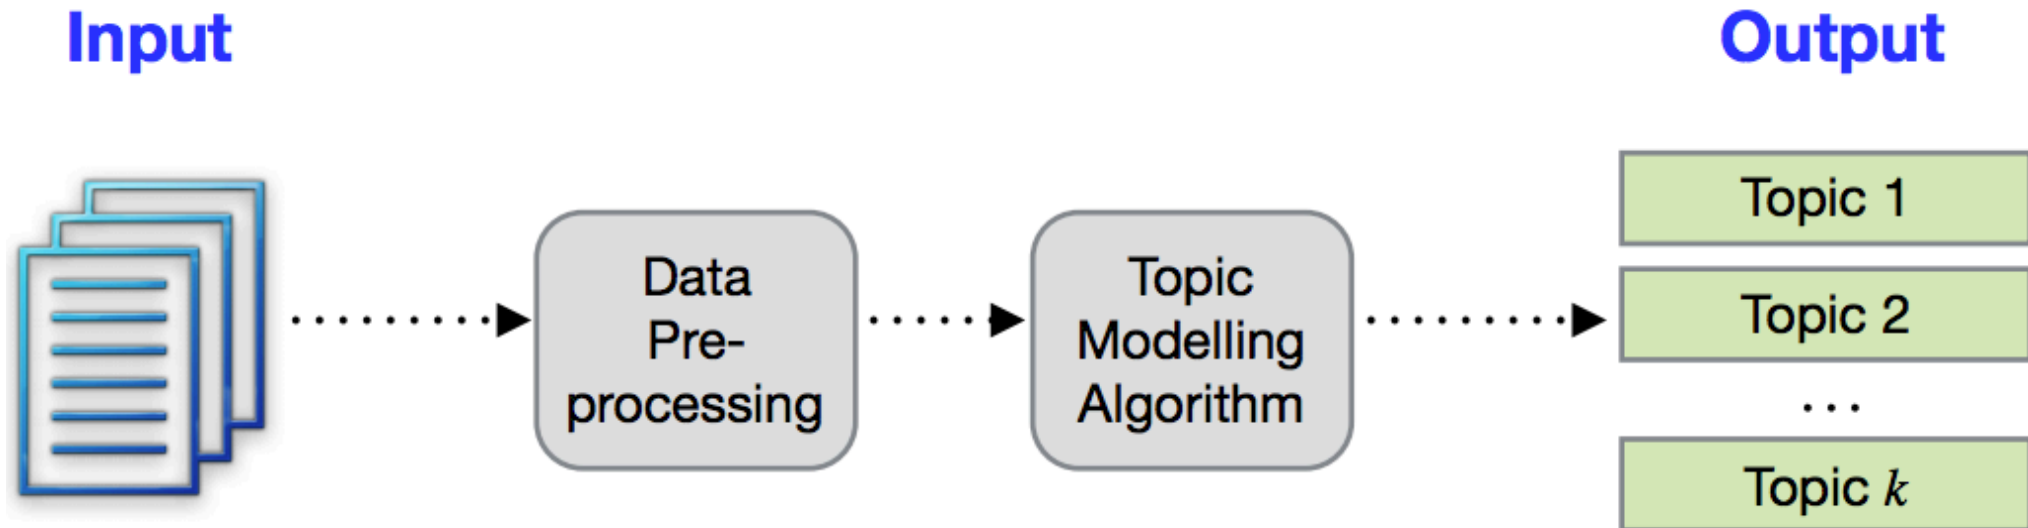 Input
Output
Data
Pre-
processing
Topic
Modelling
Algorithm
Topic 1
Topic 2
...
Topic k